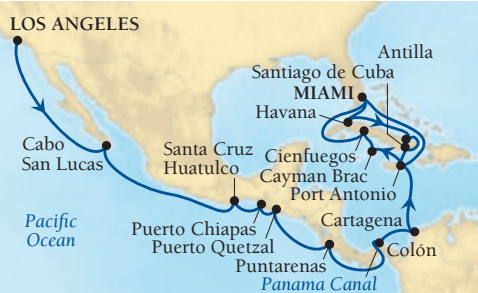 LOS ANGELES
Antilla
Santiago de Cuba
MIAMI
Havana
Cabo
San Lucas
Santa Cruz
Huatulco
Cienfuegos
Cayman Brac
Port Antonio
Pacific
Ocean
Puerto Chiapas
Puerto Quetzal
Puntarenas
Cartagena
Colón
Panama Canal